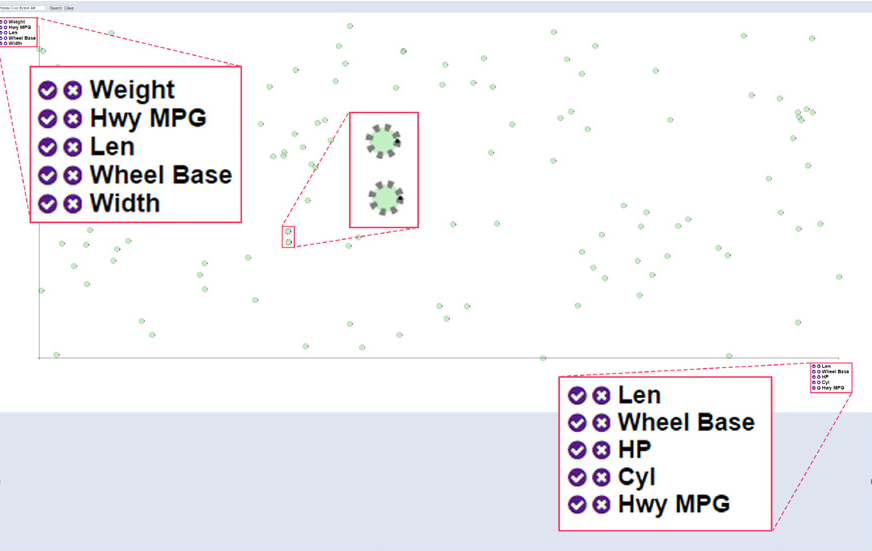 Search Clear
Weight
Hwy MPG
Len
Wheel Base
Width
Weight
Hwy MPG
Len
Wheel Base
Width
Len
Wheel Base
HP
Cyl
Hwy MPG
Len
Wheel Base
HP
Cyl
Hwy MPG